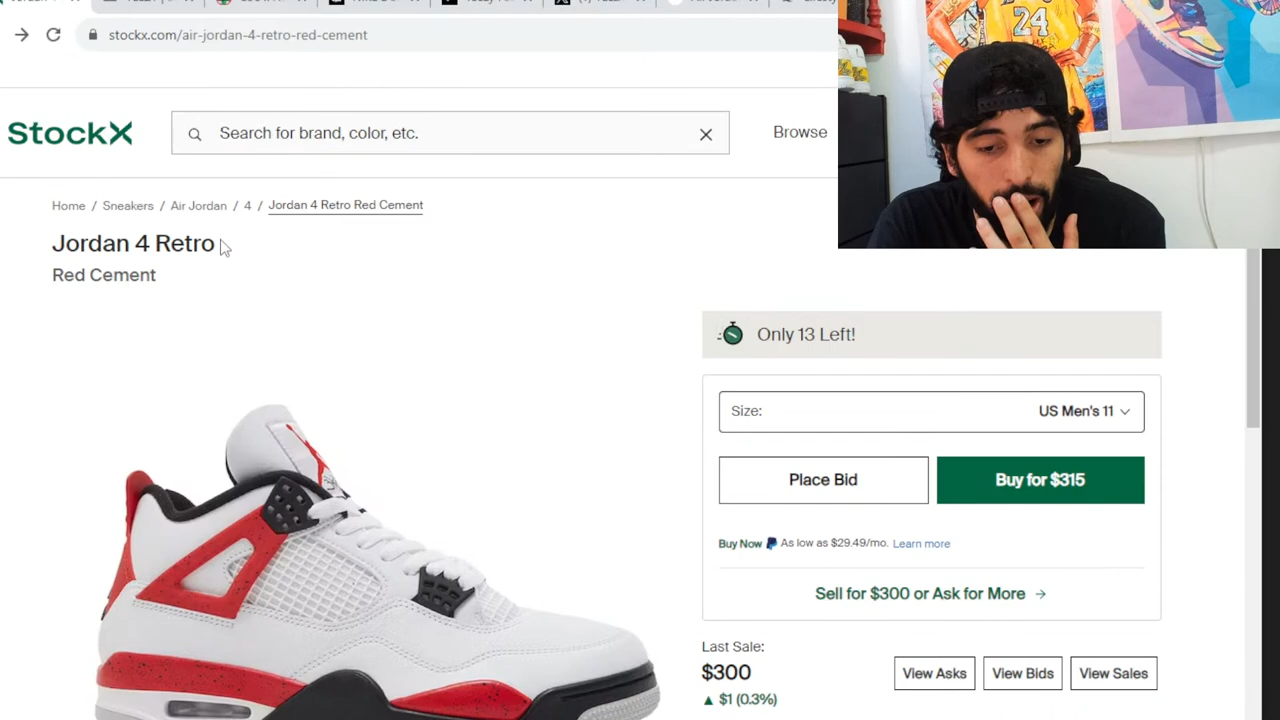 stockx.com/air-jordan-4-retro-red-cement
StockX
Search for brand, color, etc.
Browse
24
Home / Sneakers / Air Jordan / 4 / Jordan 4 Retro Red Cement
Jordan 4 Retro
Red Cement
Only 13 Left!
Size: US Men's 11
Place Bid
Buy for $315
Buy Now As low as $29.49/mo. Learn more
Sell for $300 or Ask for More →
Last Sale:
$300
▲ $1 (0.3%)
View Asks
View Bids
View Sales